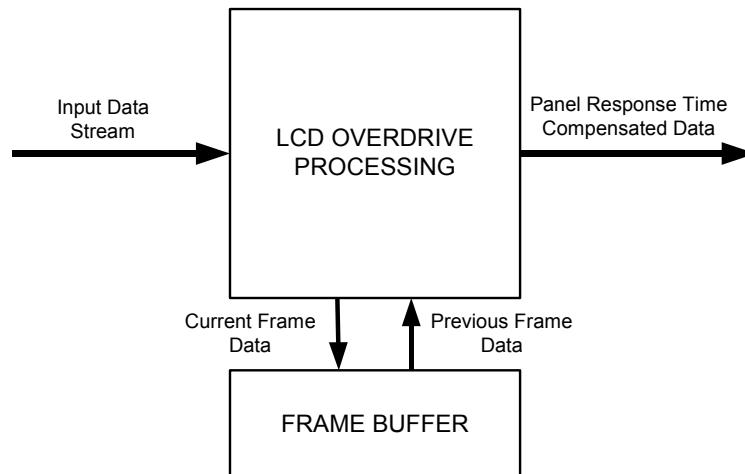 Input Data
Stream
LCD OVERDRIVE
PROCESSING
Panel Response Time
Compensated Data
Current Frame
Data
Previous Frame
Data
FRAME BUFFER